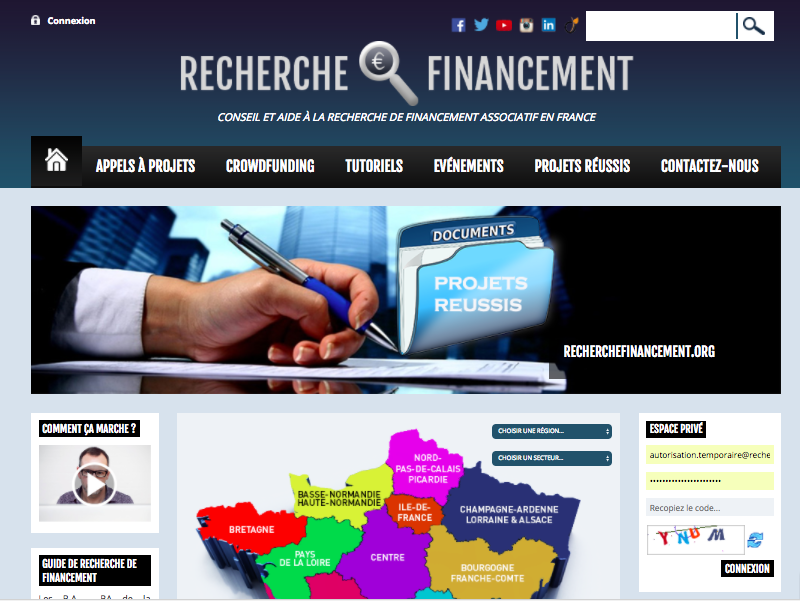 Connexion
RECHERCHE € FINANCEMENT
CONSEIL ET AIDE À LA RECHERCHE DE FINANCEMENT ASSOCIATIF EN FRANCE
APPELS À PROJETS CROWDFUNDING TUTORIELS EVÉNEMENTS PROJETS RÉUSSIS CONTACTEZ-NOUS
DOCUMENTS
PROJETS
REUSSIS
RECHERCHEFINANCEMENT.ORG
COMMENT ÇA MARCHE ?
GUIDE DE RECHERCHE DE
FINANCEMENT
CHOISIR UNE RÉGION...
CHOISIR UN SECTEUR...
NORD-
PAS-DE-CALAIS
PICARDIE
BASSE-NORMANDIE
HAUTE-NORMANDIE
ILE-DE-
FRANCE
CHAMPAGNE-ARDENNE
LORRAINE & ALSACE
BRETAGNE
PAYS
DE LA LOIRE
CENTRE
BOURGOGNE
FRANCHE-COMTE
ESPACE PRIVÉ
autorisation.temporaire@reche
Recopiez le code...
YNUM
CONNEXION